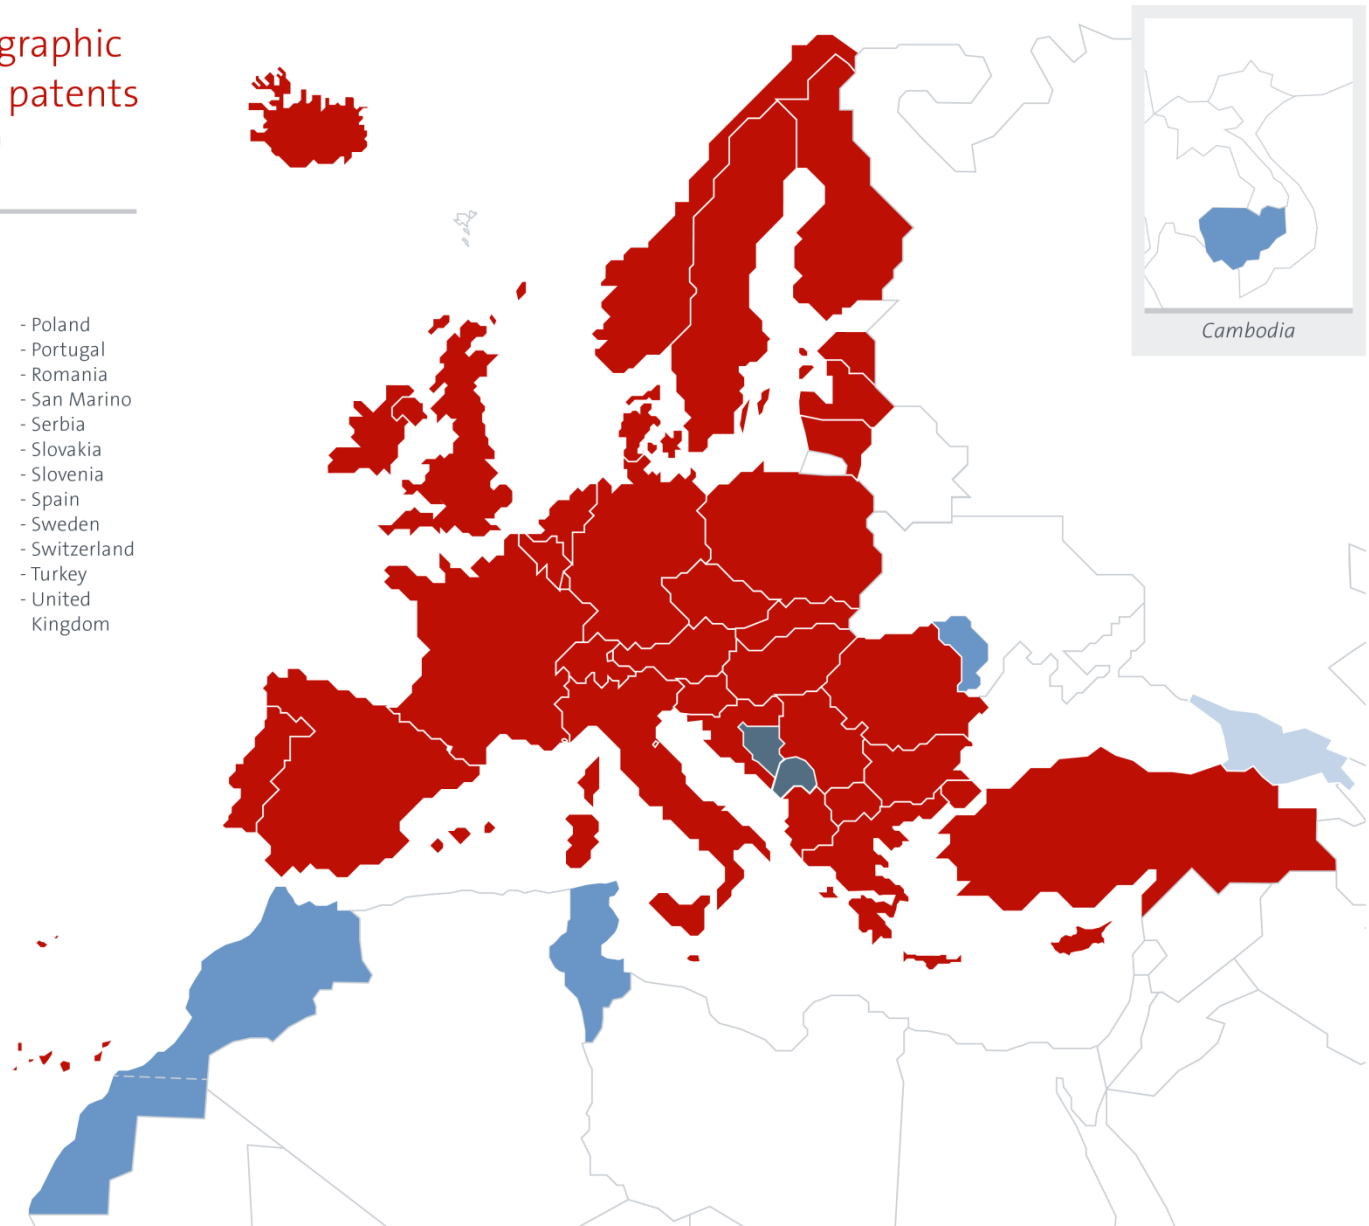 graphic
patents
- Poland
- Portugal
- Romania
- San Marino
- Serbia
- Slovakia
- Slovenia
- Spain
- Sweden
- Switzerland
- Turkey
- United
Kingdom
Cambodia